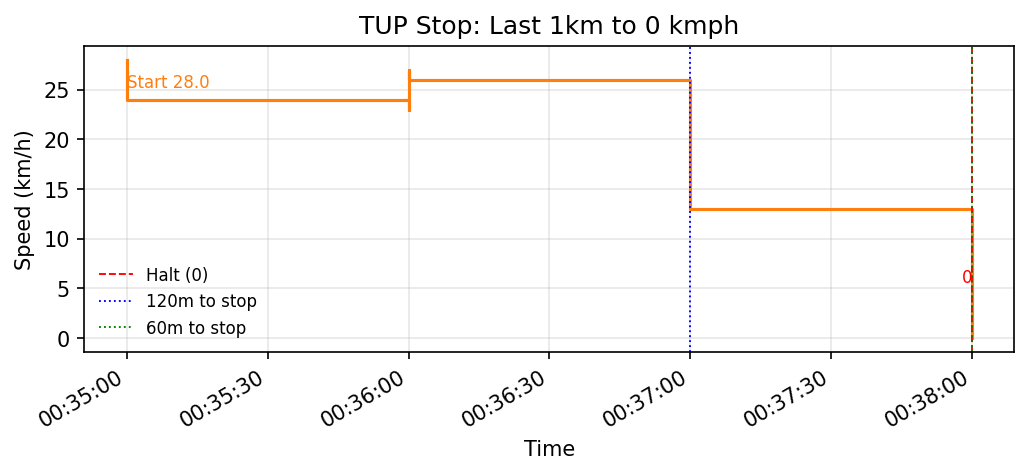 TUP Stop: Last 1km to 0 kmph
Speed (km/h)
25
20
15
10
5
0
Start 28.0
0
Halt (0)
120m to stop
60m to stop
00:35:00
00:35:30
00:36:00
00:36:30
00:37:00
00:37:30
00:38:00
Time